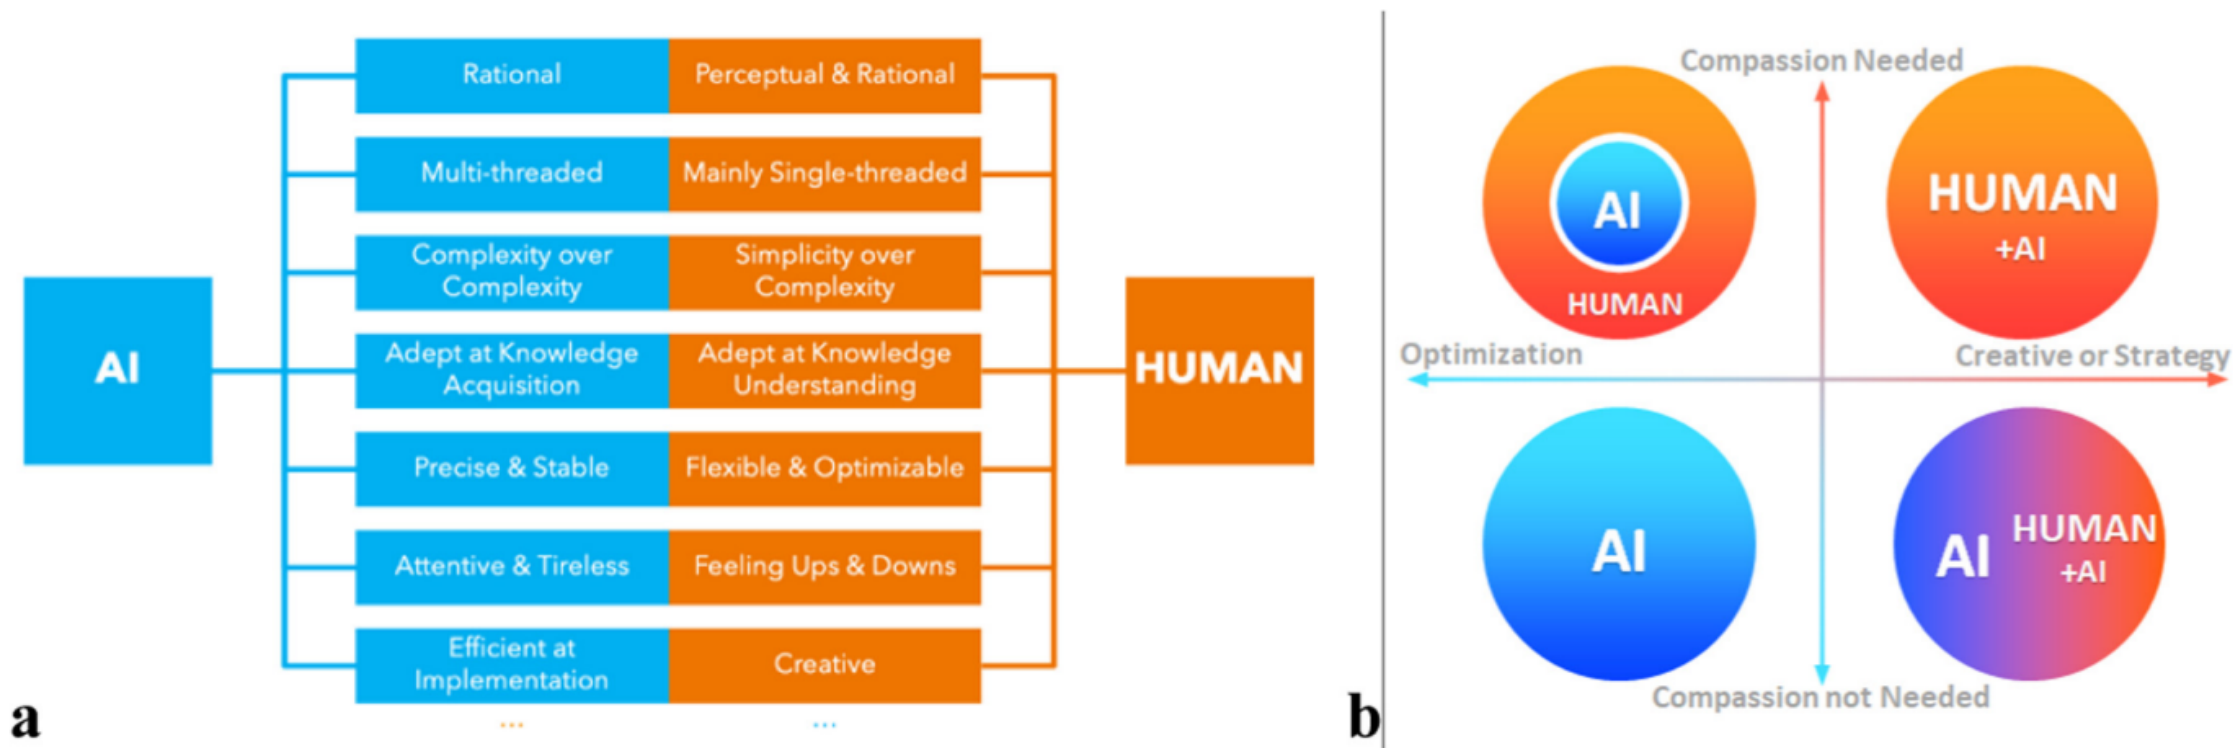 AI
Rational
Perceptual & Rational
Multi-threaded
Mainly Single-threaded
Complexity over
Complexity
Simplicity over
Complexity
Adept at Knowledge
Acquisition
Adept at Knowledge
Understanding
Precise & Stable
Flexible & Optimizable
Attentive & Tireless
Feeling Ups & Downs
Efficient at
Implementation
Creative
...
...
HUMAN
a
Compassion Needed
AI
HUMAN
HUMAN
+AI
Optimization
Creative or Strategy
AI
AI
HUMAN
+AI
Compassion not Needed
b